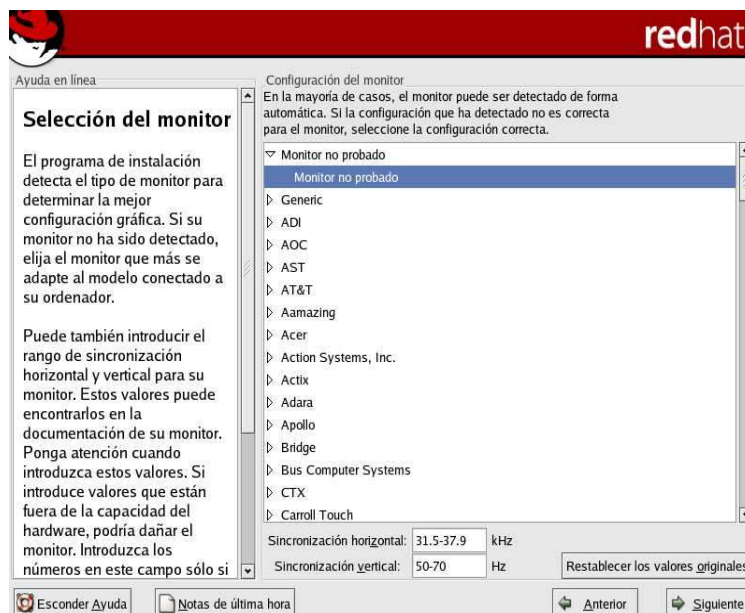 redhat
Ayuda en línea
Selección del monitor
El programa de instalación
detecta el tipo de monitor para
determinar la mejor
configuración gráfica. Si su
monitor no ha sido detectado,
elija el monitor que más se
adapte al modelo conectado a
su ordenador.
Puede también introducir el
rango de sincronización
horizontal y vertical para su
monitor. Estos valores puede
encontrarlos en la
documentación de su monitor.
Ponga atención cuando
introduzca estos valores. Si
introduce valores que están
fuera de la capacidad del
hardware, podría dañar el
monitor. Introduzca los
números en este campo sólo si
Configuración del monitor
En la mayoría de casos, el monitor puede ser detectado de forma
automática. Si la configuración que ha detectado no es correcta
para el monitor, seleccione la configuración correcta.
Monitor no probado
Monitor no probado
Generic
ADI
AOC
AST
AT&T
Aamazing
Acer
Action Systems, Inc.
Actix
Adara
Apollo
Bridge
Bus Computer Systems
CTX
Carroll Touch
Sincronización horizontal: 31.5-37.9 kHz
Sincronización vertical: 50-70 Hz
Restablecer los valores originales
Esconder Ayuda
Notas de última hora
Anterior
Siguiente